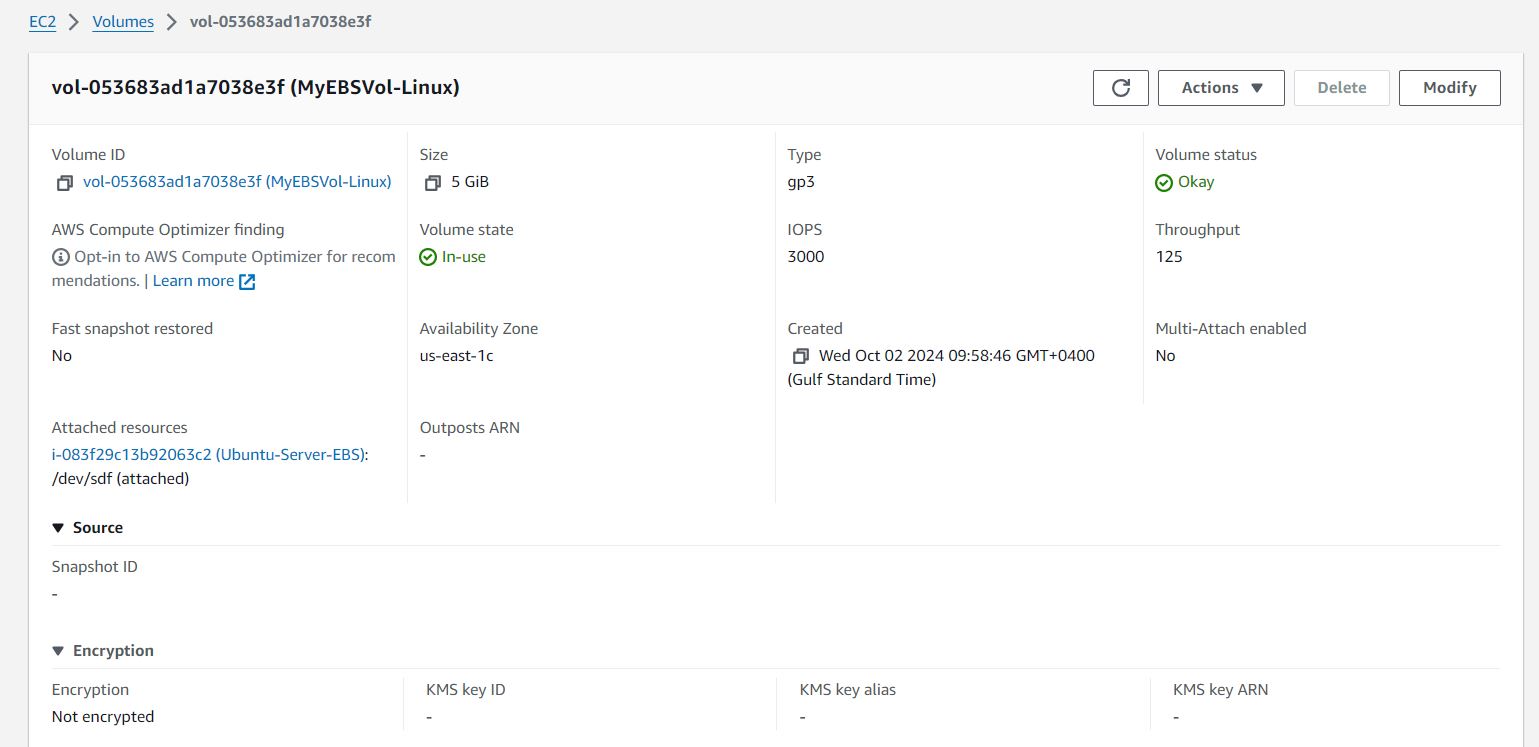 EC2 > Volumes > vol-053683ad1a7038e3f
vol-053683ad1a7038e3f (MyEBSVol-Linux)
Actions
Delete
Modify
Volume ID
vol-053683ad1a7038e3f (MyEBSVol-Linux)
Size
5 GiB
Type
gp3
Volume status
Okay
AWS Compute Optimizer finding
Opt-in to AWS Compute Optimizer for recom
mendations. | Learn more
Volume state
In-use
IOPS
3000
Throughput
125
Fast snapshot restored
No
Availability Zone
us-east-1c
Created
Wed Oct 02 2024 09:58:46 GMT+0400
(Gulf Standard Time)
Multi-Attach enabled
No
Attached resources
i-083f29c13b92063c2 (Ubuntu-Server-EBS):
/dev/sdf (attached)
Outposts ARN
-
Source
Snapshot ID
-
Encryption
Encryption
Not encrypted
KMS key ID
-
KMS key alias
-
KMS key ARN
-